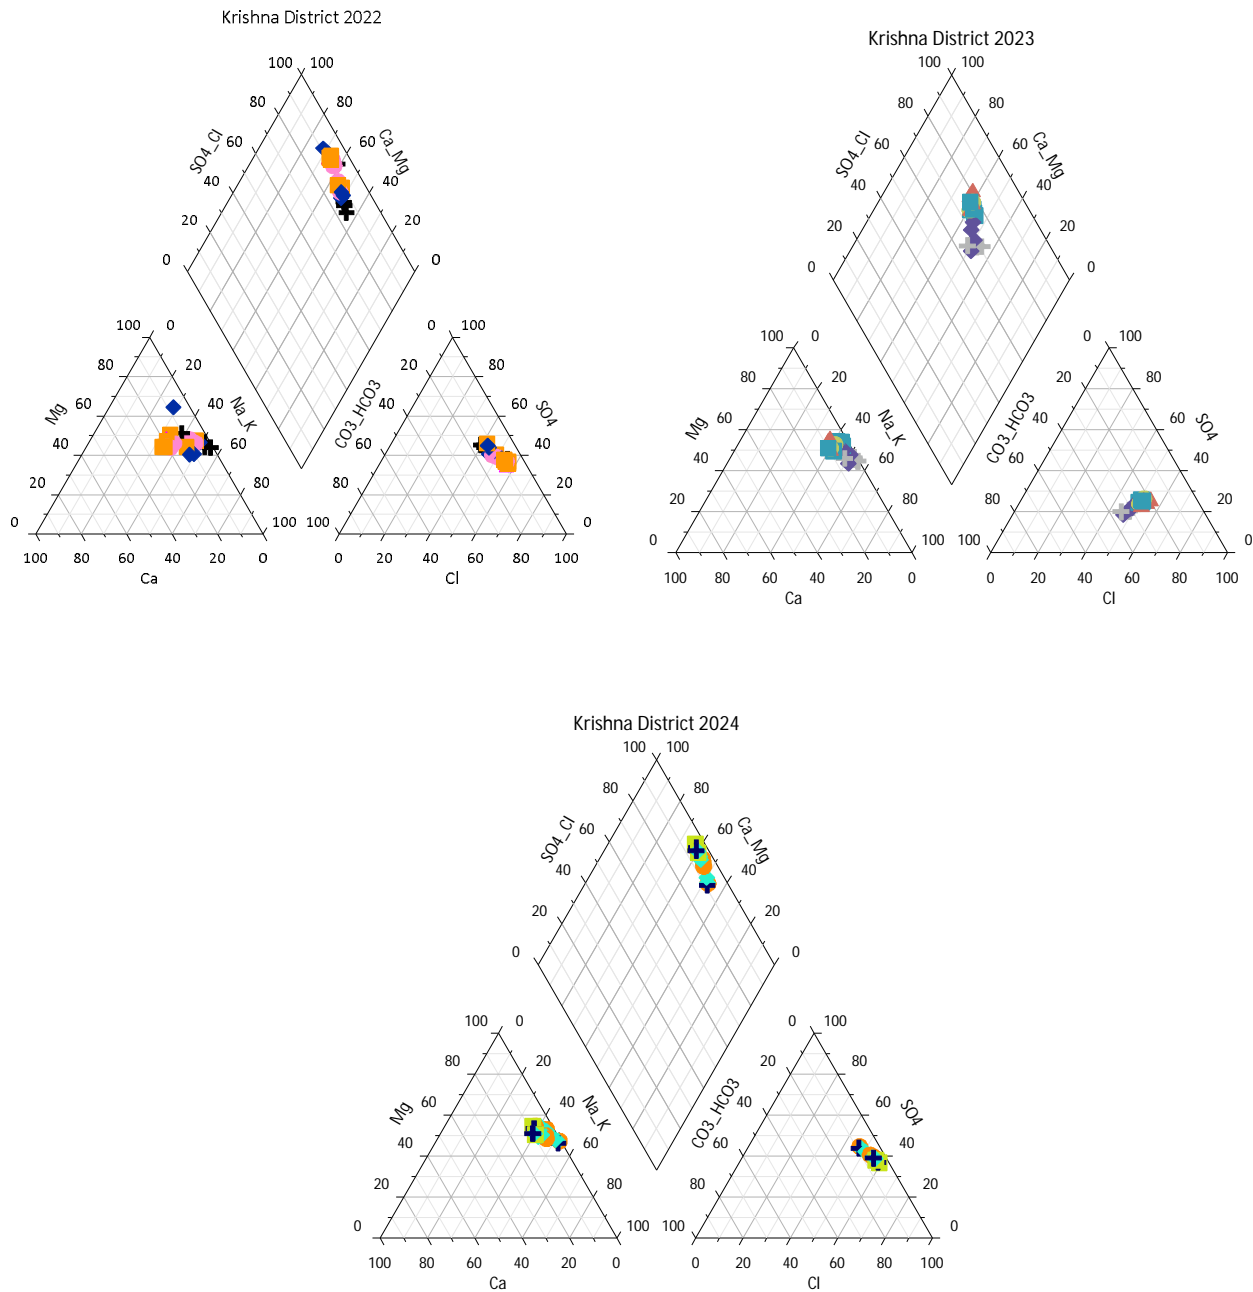 Krishna District 2022
100 100
80 80
SO4_Cl Ca_Mg
60 60
40 40
20 20
0 0
100 0 0 100
80 20 20 80
Mg Na_K CO3_HCO3 SO4
60 40 40 60
40 60 60 40
20 80 80 20
0 100 100 0
100 80 60 40 20 0 0 20 40 60 80 100
Ca Cl
Krishna District 2023
100 100
80 80
SO4_Cl Ca_Mg
60 60
40 40
20 20
0 0
100 0 0 100
80 20 20 80
Mg Na_K CO3_HCO3 SO4
60 40 40 60
40 60 60 40
20 80 80 20
0 100 0
100 80 60 40 20 0 0 20 40 60 80 100
Ca Cl
Krishna District 2024
100 100
80 80
SO4_Cl Ca_Mg
60 60
40 40
20 20
0 0
100 0 0 100
80 20 20 80
Mg Na_K CO3_HCO3 SO4
60 40 40 60
40 60 60 40
20 80 80 20
0 100 100 0
100 80 60 40 20 0 0 20 40 60 80 100
Ca Cl